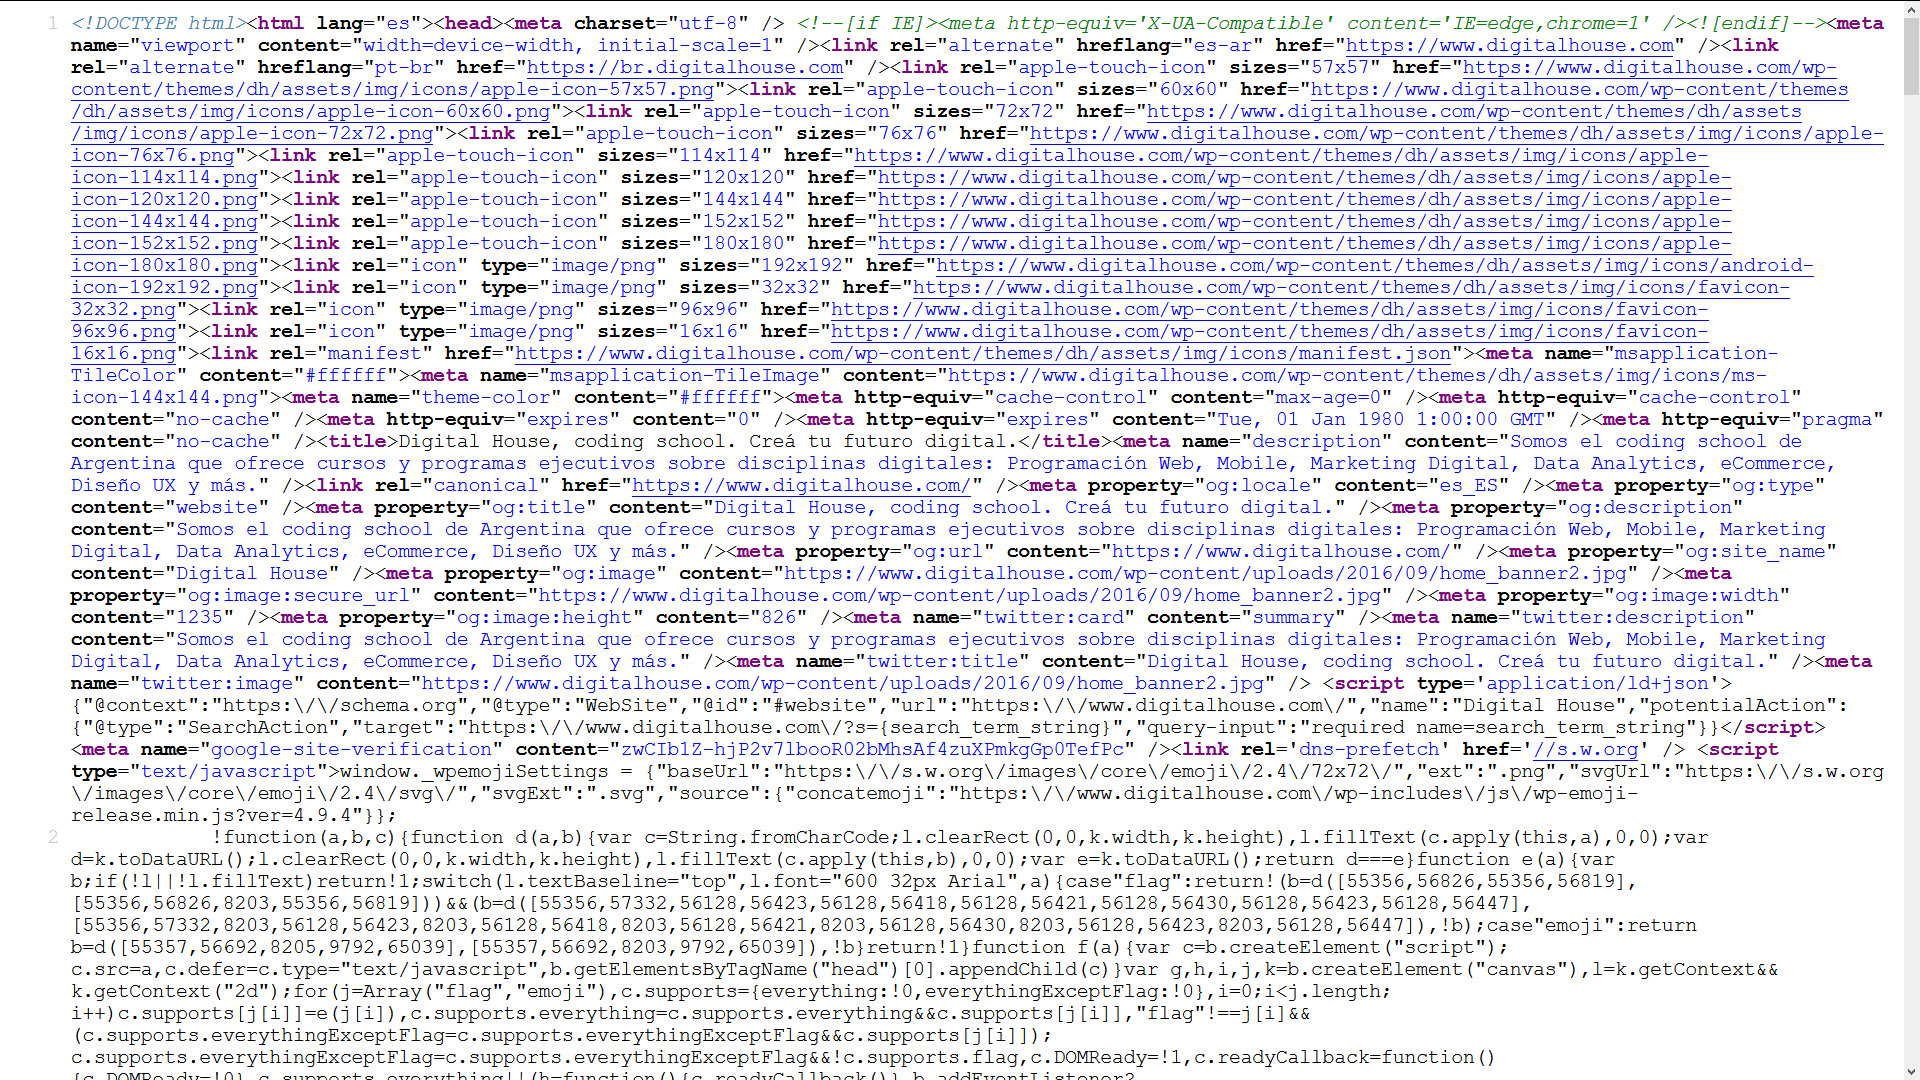 1 <!DOCTYPE html><html lang="es"><head><meta charset="utf-8" /> <!--[if IE]><meta http-equiv='X-UA-Compatible' content='IE=edge,chrome=1' /><![endif]--><meta
name="viewport" content="width=device-width, initial-scale=1" /><link rel="alternate" hreflang="es-ar" href="https://www.digitalhouse.com" /><link
rel="alternate" hreflang="pt-br" href="https://br.digitalhouse.com" /><link rel="apple-touch-icon" sizes="57x57" href="https://www.digitalhouse.com/wp-
content/themes/dh/assets/img/icons/apple-icon-57x57.png"><link rel="apple-touch-icon" sizes="60x60" href="https://www.digitalhouse.com/wp-content/themes
/dh/assets/img/icons/apple-icon-60x60.png"><link rel="apple-touch-icon" sizes="72x72" href="https://www.digitalhouse.com/wp-content/themes/dh/assets
/img/icons/apple-icon-72x72.png"><link rel="apple-touch-icon" sizes="76x76" href="https://www.digitalhouse.com/wp-content/themes/dh/assets/img/icons/apple-
icon-76x76.png"><link rel="apple-touch-icon" sizes="114x114" href="https://www.digitalhouse.com/wp-content/themes/dh/assets/img/icons/apple-
icon-114x114.png"><link rel="apple-touch-icon" sizes="120x120" href="https://www.digitalhouse.com/wp-content/themes/dh/assets/img/icons/apple-
icon-120x120.png"><link rel="apple-touch-icon" sizes="144x144" href="https://www.digitalhouse.com/wp-content/themes/dh/assets/img/icons/apple-
icon-144x144.png"><link rel="apple-touch-icon" sizes="152x152" href="https://www.digitalhouse.com/wp-content/themes/dh/assets/img/icons/apple-
icon-152x152.png"><link rel="apple-touch-icon" sizes="180x180" href="https://www.digitalhouse.com/wp-content/themes/dh/assets/img/icons/apple-
icon-180x180.png"><link rel="icon" type="image/png" sizes="192x192" href="https://www.digitalhouse.com/wp-content/themes/dh/assets/img/icons/android-
icon-192x192.png"><link rel="icon" type="image/png" sizes="32x32" href="https://www.digitalhouse.com/wp-content/themes/dh/assets/img/icons/favicon-
32x32.png"><link rel="icon" type="image/png" sizes="96x96" href="https://www.digitalhouse.com/wp-content/themes/dh/assets/img/icons/favicon-
96x96.png"><link rel="icon" type="image/png" sizes="16x16" href="https://www.digitalhouse.com/wp-content/themes/dh/assets/img/icons/favicon-
16x16.png"><link rel="manifest" href="https://www.digitalhouse.com/wp-content/themes/dh/assets/img/icons/manifest.json"><meta name="msapplication-
TileColor" content="#ffffff"><meta name="msapplication-TileImage" content="https://www.digitalhouse.com/wp-content/themes/dh/assets/img/icons/ms-
icon-144x144.png"><meta name="theme-color" content="#ffffff"><meta http-equiv="cache-control" content="max-age=0" /><meta http-equiv="cache-control"
content="no-cache" /><meta http-equiv="expires" content="0" /><meta http-equiv="expires" content="Tue, 01 Jan 1980 1:00:00 GMT" /><meta http-equiv="pragma"
content="no-cache" /><title>Digital House, coding school. Creá tu futuro digital.</title><meta name="description" content="Somos el coding school de
Argentina que ofrece cursos y programas ejecutivos sobre disciplinas digitales: Programación Web, Mobile, Marketing Digital, Data Analytics, eCommerce,
Diseño UX y más." /><link rel="canonical" href="https://www.digitalhouse.com/" /><meta property="og:locale" content="es_ES" /><meta property="og:type"
content="website" /><meta property="og:title" content="Digital House, coding school. Creá tu futuro digital." /><meta property="og:description"
content="Somos el coding school de Argentina que ofrece cursos y programas ejecutivos sobre disciplinas digitales: Programación Web, Mobile, Marketing
Digital, Data Analytics, eCommerce, Diseño UX y más." /><meta property="og:url" content="https://www.digitalhouse.com/" /><meta property="og:site_name"
content="Digital House" /><meta property="og:image" content="https://www.digitalhouse.com/wp-content/uploads/2016/09/home_banner2.jpg" /><meta
property="og:image:secure_url" content="https://www.digitalhouse.com/wp-content/uploads/2016/09/home_banner2.jpg" /><meta property="og:image:width"
content="1235" /><meta property="og:image:height" content="826" /><meta name="twitter:card" content="summary" /><meta name="twitter:description"
content="Somos el coding school de Argentina que ofrece cursos y programas ejecutivos sobre disciplinas digitales: Programación Web, Mobile, Marketing
Digital, Data Analytics, eCommerce, Diseño UX y más." /><meta name="twitter:title" content="Digital House, coding school. Creá tu futuro digital." /><meta
name="twitter:image" content="https://www.digitalhouse.com/wp-content/uploads/2016/09/home_banner2.jpg" /> <script type='application/ld+json'>
{"@context":"https:\/\/schema.org","@type":"WebSite","@id":"#website","url":"https:\/\/www.digitalhouse.com\/","name":"Digital House","potentialAction":
{"@type":"SearchAction","target":"https:\/\/www.digitalhouse.com\/?s={search_term_string}","query-input":"required name=search_term_string"}}</script>
<meta name="google-site-verification" content="zwCIb1Z-hjP2v7lbooR02bMhsAf4zuXPmkgGp0TefPc" /><link rel='dns-prefetch' href='//s.w.org' /> <script
type="text/javascript">window._wpemojiSettings = {"baseUrl":"https:\/\/s.w.org\/images\/core\/emoji\/2.4\/72x72\/","ext":".png","svgUrl":"https:\/\/s.w.org
\/images\/core\/emoji\/2.4\/svg\/","svgExt":".svg","source":{"concatemoji":"https:\/\/www.digitalhouse.com\/wp-includes\/js\/wp-emoji-
release.min.js?ver=4.9.4"}};
2 !function(a,b,c){function d(a,b){var c=String.fromCharCode;l.clearRect(0,0,k.width,k.height),l.fillText(c.apply(this,a),0,0);var
d=k.toDataURL();l.clearRect(0,0,k.width,k.height),l.fillText(c.apply(this,b),0,0);var e=k.toDataURL();return d===e}function e(a){var
b;if(!l||!l.fillText)return!1;switch(l.textBaseline="top",l.font="600 32px Arial",a){case"flag":return!(b=d([55356,56826,55356,56819],
[55356,56826,8203,55356,56819]))&&(b=d([55356,57332,56128,56423,56128,56418,56128,56421,56128,56430,56128,56423,56128,56447],
[55356,57332,8203,56128,56423,8203,56128,56418,8203,56128,56421,8203,56128,56430,8203,56128,56423,8203,56128,56447]),!b);case"emoji":return
b=d([55357,56692,8205,9792,65039],[55357,56692,8203,9792,65039]),!b}return!1}function f(a){var c=b.createElement("script");
c.src=a,c.defer=c.type="text/javascript",b.getElementsByTagName("head")[0].appendChild(c)}var g,h,i,j,k=b.createElement("canvas"),l=k.getContext&&
k.getContext("2d");for(j=Array("flag","emoji"),c.supports={everything:!0,everythingExceptFlag:!0},i=0;i<j.length;
i++)c.supports[j[i]]=e(j[i]),c.supports.everything=c.supports.everything&&c.supports[j[i]],"flag"!==j[i]&&
(c.supports.everythingExceptFlag=c.supports.everythingExceptFlag&&c.supports[j[i]]);
c.supports.everythingExceptFlag=c.supports.everythingExceptFlag&&!c.supports.flag,c.DOMReady=!1,c.readyCallback=function()
{c.DOMReady=!0},c.supports.everything||(h=function(){c.readyCallback()},b.addEventListener?